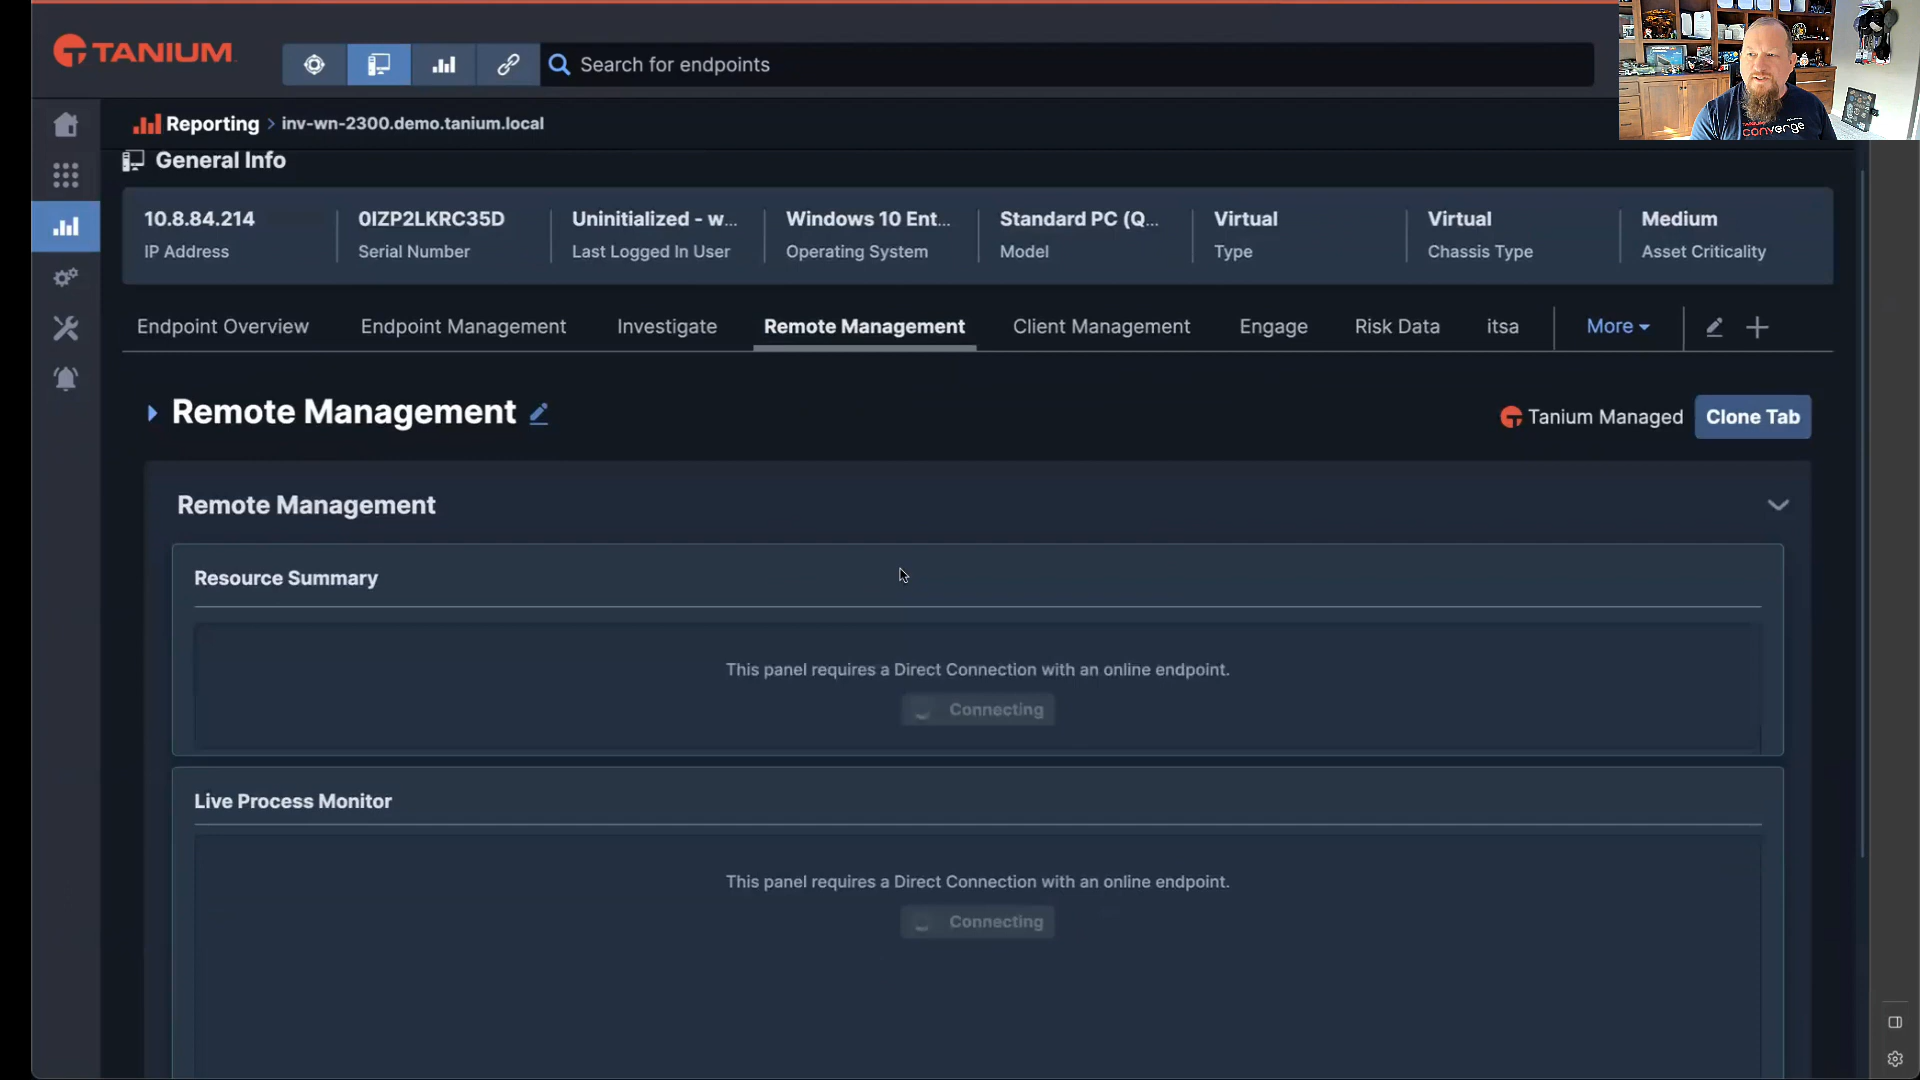 TANIUM
Search for endpoints
Reporting > inv-wn-2300.demo.tanium.local
General Info
10.8.84.214
IP Address
0IZP2LKRC35D
Serial Number
Uninitialized - w...
Last Logged In User
Windows 10 Ent...
Operating System
Standard PC (Q...
Model
Virtual
Type
Virtual
Chassis Type
Medium
Asset Criticality
Endpoint Overview
Endpoint Management
Investigate
Remote Management
Client Management
Engage
Risk Data
itsa
More
Remote Management
Tanium Managed
Clone Tab
Remote Management
Resource Summary
This panel requires a Direct Connection with an online endpoint.
Connecting
Live Process Monitor
This panel requires a Direct Connection with an online endpoint.
Connecting
converge